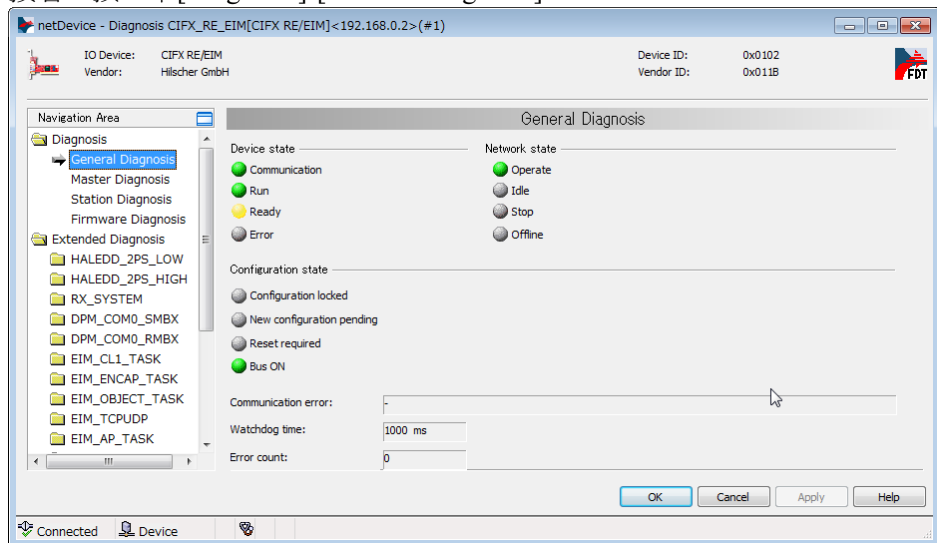 netDevice - Diagnosis CIFX_RE_EIM[CIFX RE/EIM]<192.168.0.2>(#1)
IO Device: CIFX RE/EIM
Vendor: Hilscher GmbH
Device ID: 0x0102
Vendor ID: 0x011B
FDT
Navigation Area
Diagnosis
General Diagnosis
Master Diagnosis
Station Diagnosis
Firmware Diagnosis
Extended Diagnosis
HALEDD_2PS_LOW
HALEDD_2PS_HIGH
RX_SYSTEM
DPM_COM0_SMBX
DPM_COM0_RMBX
EIM_CL1_TASK
EIM_ENCAP_TASK
EIM_OBJECT_TASK
EIM_TCPUDP
EIM_AP_TASK
General Diagnosis
Device state
Communication
Run
Ready
Error
Network state
Operate
Idle
Stop
Offline
Configuration state
Configuration locked
New configuration pending
Reset required
Bus ON
Communication error: -
Watchdog time: 1000 ms
Error count: 0
OK Cancel Apply Help
Connected Device